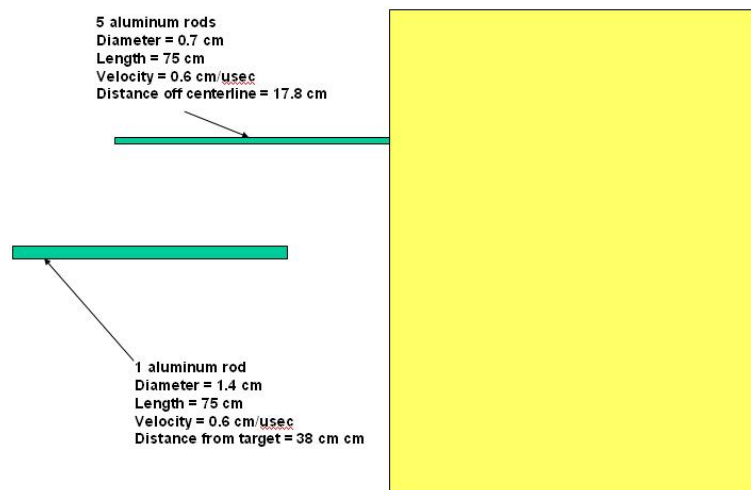 5 aluminum rods
Diameter = 0.7 cm
Length = 75 cm
Velocity = 0.6 cm/usec
Distance off centerline = 17.8 cm
1 aluminum rod
Diameter = 1.4 cm
Length = 75 cm
Velocity = 0.6 cm/usec
Distance from target = 38 cm cm